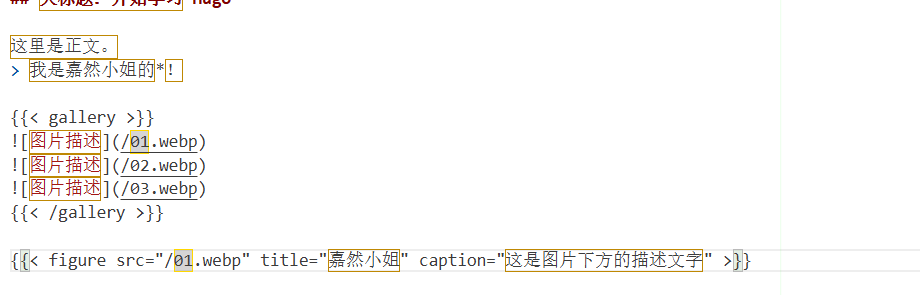 ## 大标题：开始学习 Hugo
这里是正文。
> 我是嘉然小姐的*！
{{< gallery >}}
![图片描述](/01.webp)
![图片描述](/02.webp)
![图片描述](/03.webp)
{{< /gallery >}}
{{< figure src="/01.webp" title="嘉然小姐" caption="这是图片下方的描述文字" >}}